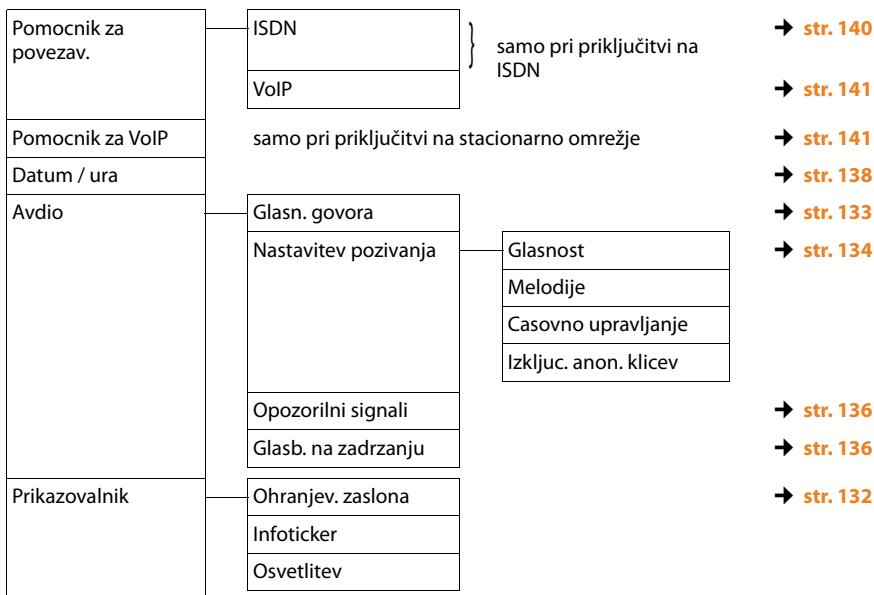 Pomocnik za povezav. ISDN → str. 140
samo pri priključitvi na ISDN
VoIP → str. 141
Pomocnik za VoIP samo pri priključitvi na stacionarno omrežje → str. 141
Datum / ura → str. 138
Avdio Glasn. govora → str. 133
Nastavitev pozivanja Glasnost → str. 134
Melodije
Casovno upravljanje
Izkljuc. anon. klicev
Opozorilni signali → str. 136
Glasb. na zadrzanju → str. 136
Prikazovalnik Ohranjev. zaslona → str. 132
Infoticker
Osvetlitev